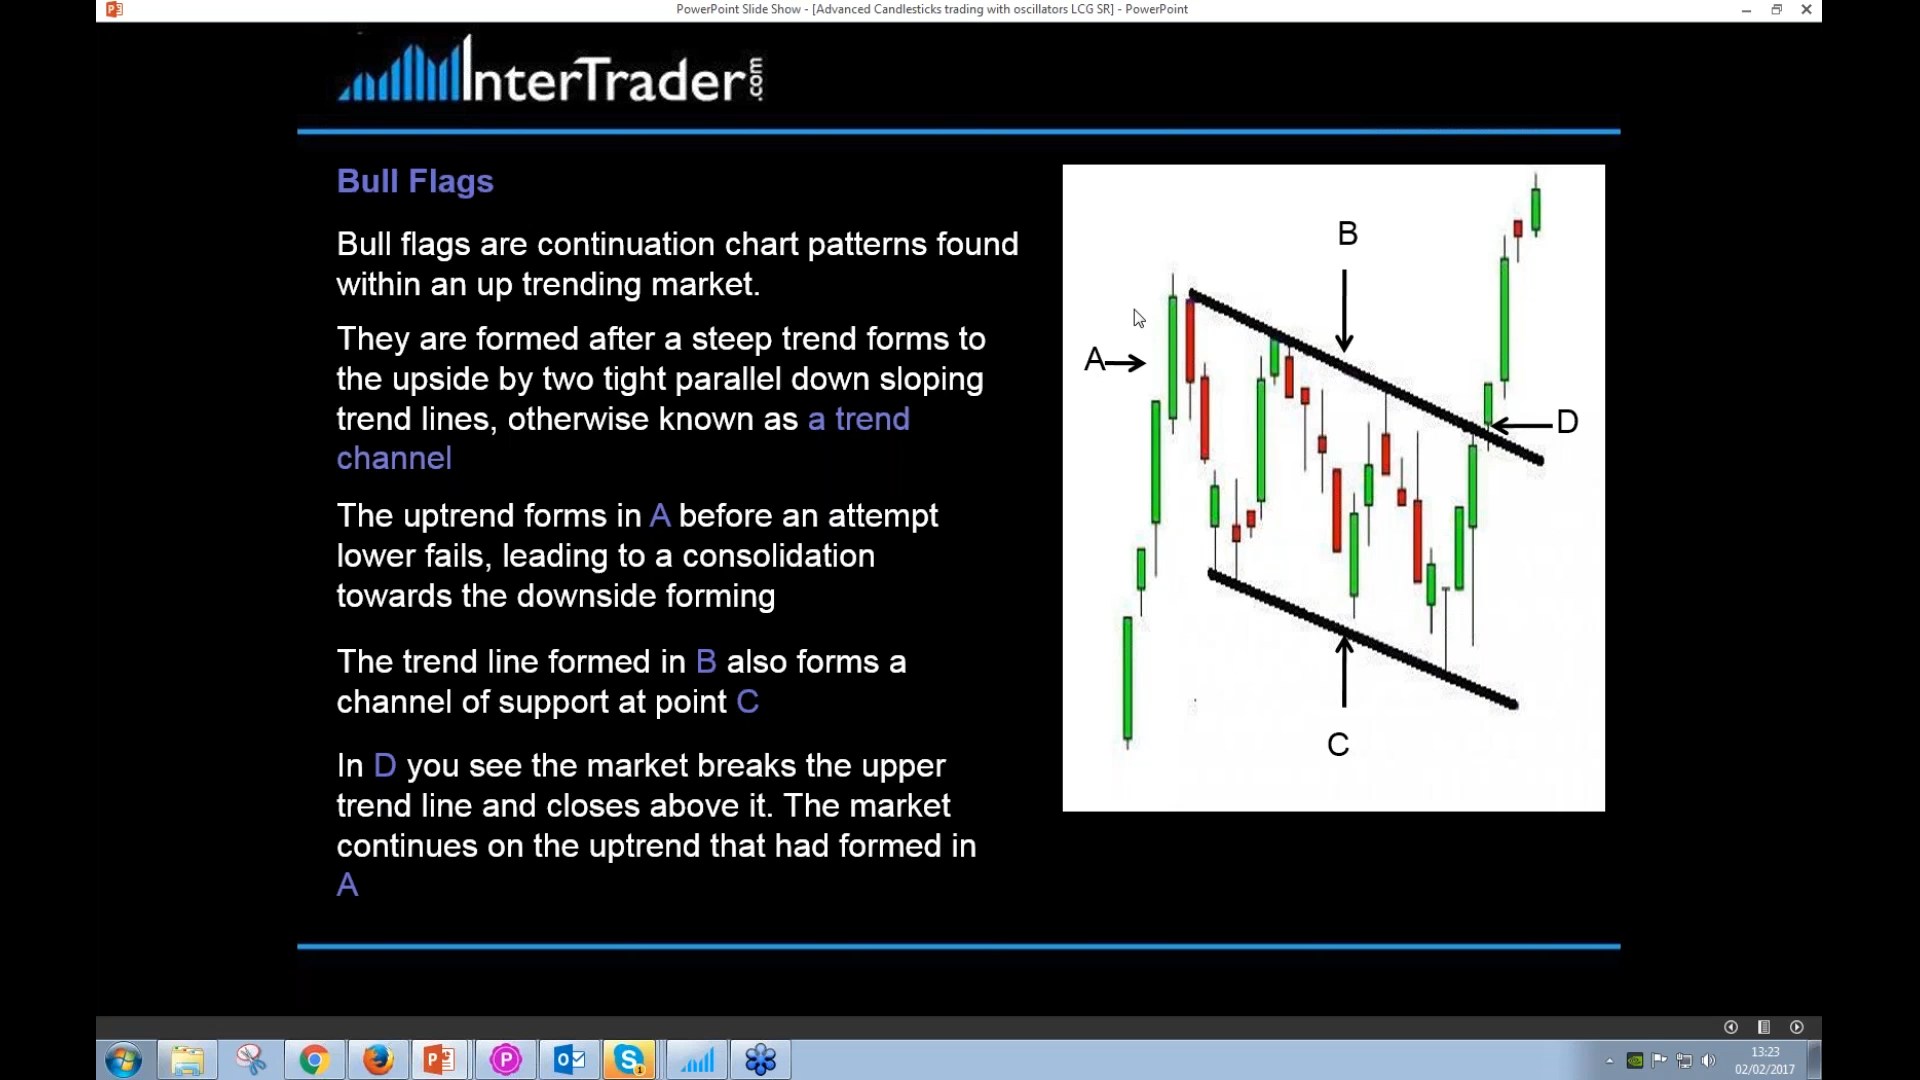 PowerPoint Slide Show - [Advanced Candlesticks trading with oscillators LCG SR] - PowerPoint
InterTrader.com
Bull Flags
Bull flags are continuation chart patterns found
within an up trending market.
They are formed after a steep trend forms to
the upside by two tight parallel down sloping
trend lines, otherwise known as a trend
channel
The uptrend forms in A before an attempt
lower fails, leading to a consolidation
towards the downside forming
The trend line formed in B also forms a
channel of support at point C
In D you see the market breaks the upper
trend line and closes above it. The market
continues on the uptrend that had formed in
A
B
A
D
C
13:23
02/02/2017